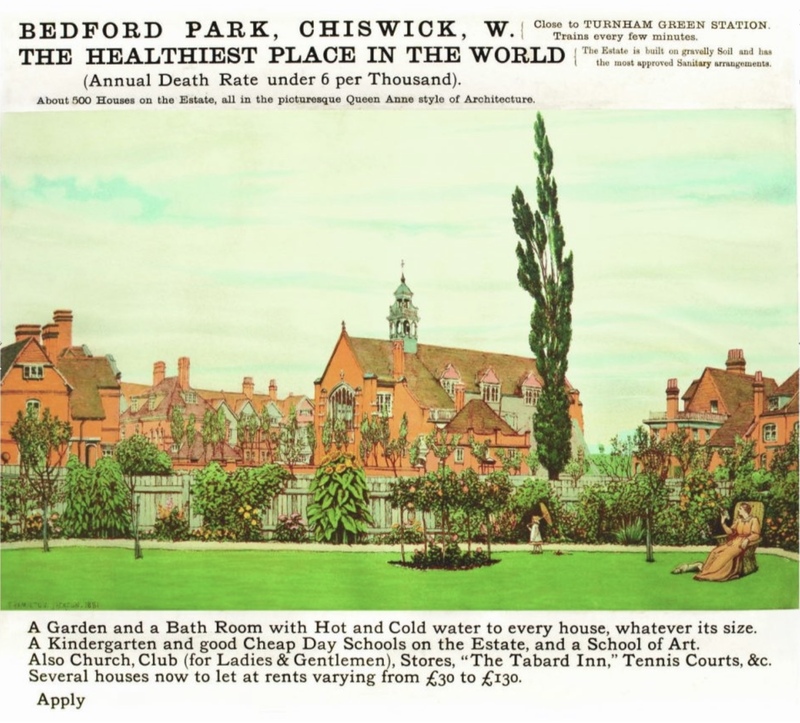 BEDFORD PARK, CHISWICK, W.
Close to TURNHAM GREEN STATION.
Trains every few minutes.
THE HEALTHIEST PLACE IN THE WORLD
The Estate is built on gravelly Soil and has
the most approved Sanitary arrangements.
(Annual Death Rate under 6 per Thousand).
About 500 Houses on the Estate, all in the picturesque Queen Anne style of Architecture.
A Garden and a Bath Room with Hot and Cold water to every house, whatever its size.
A Kindergarten and good Cheap Day Schools on the Estate, and a School of Art.
Also Church, Club (for Ladies & Gentlemen), Stores, "The Tabard Inn," Tennis Courts, &c.
Several houses now to let at rents varying from £30 to £130.
Apply